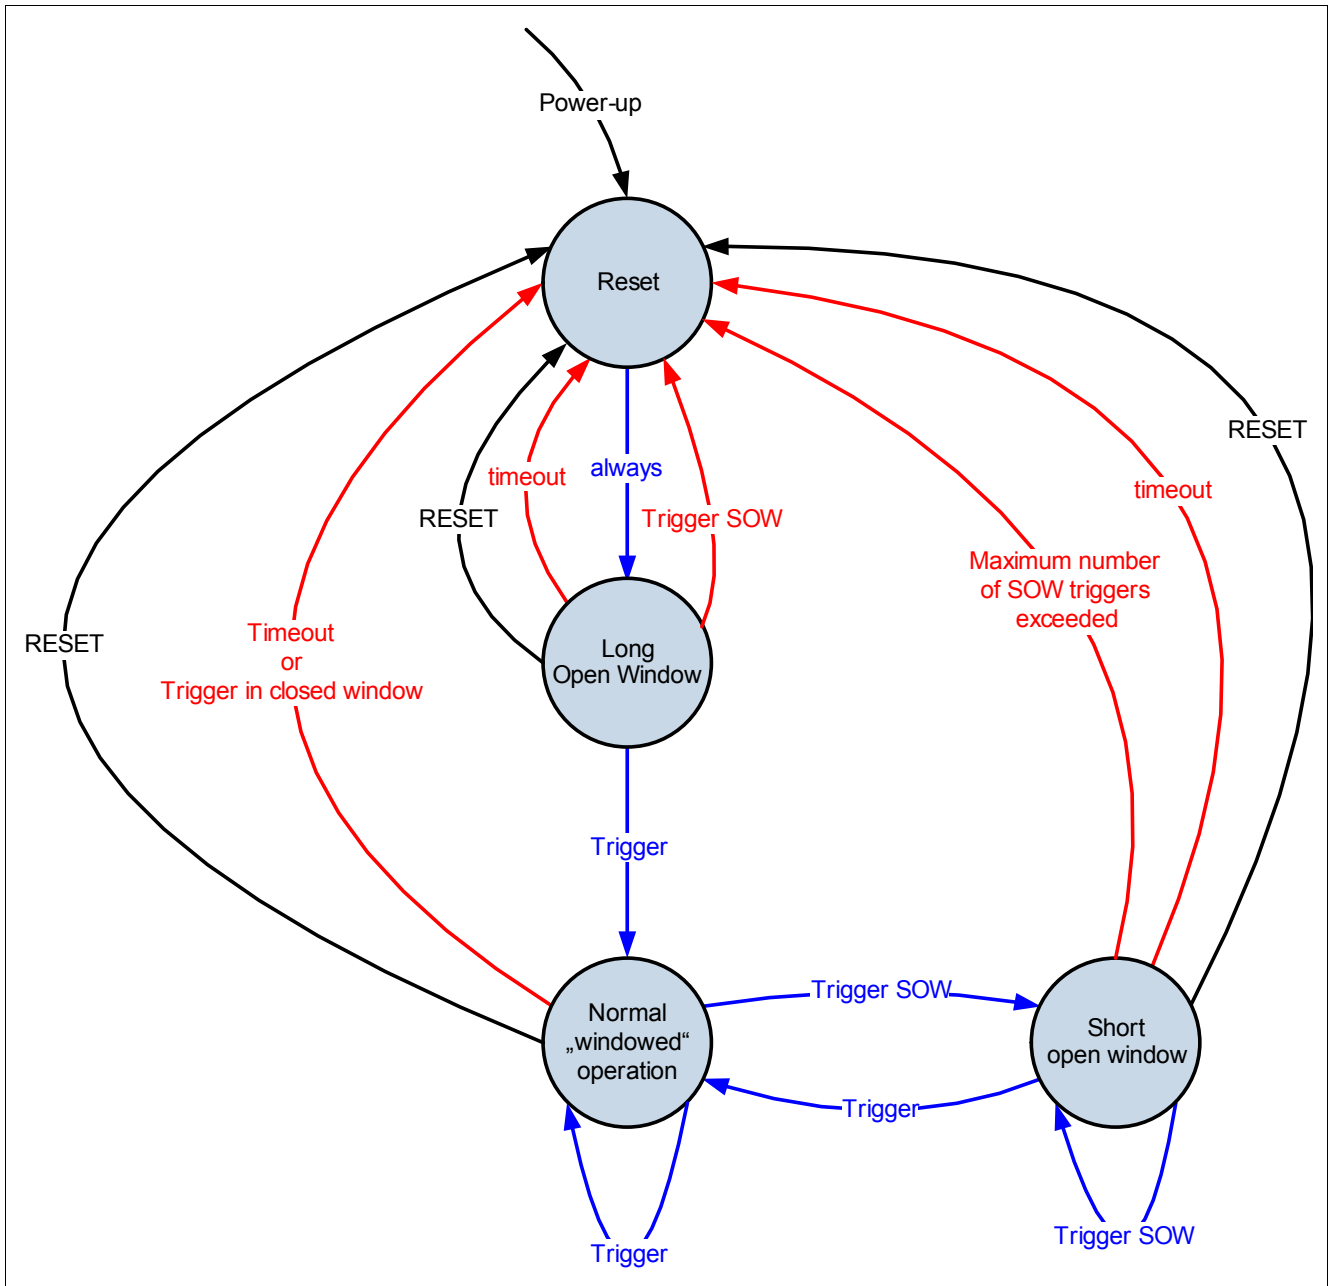 Power-up
Reset
RESET
timeout
always
timeout
RESET
Trigger SOW
Maximum number
of SOW triggers
exceeded
RESET
Timeout
or
Trigger in closed window
Long
Open Window
Trigger
Trigger SOW
Normal
„windowed“
operation
Short
open window
Trigger
Trigger
Trigger SOW